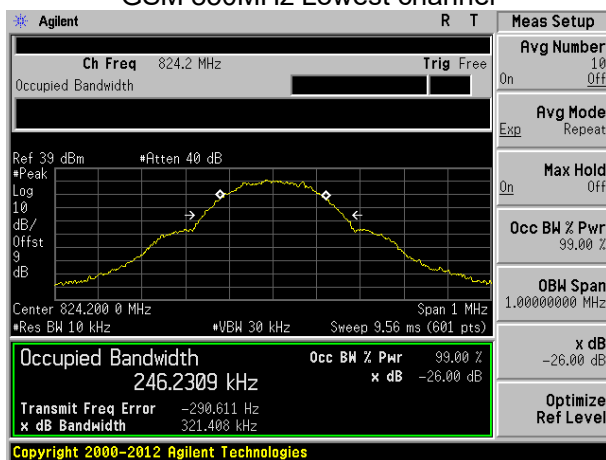 GSM 850MHz Lowest channel
Agilent R T
Ch Freq 824.2 MHz Trig Free
Occupied Bandwidth
Ref 39 dBm #Atten 40 dB
#Peak
Log
10
dB/
Offst
9
dB
Center 824.200 0 MHz Span 1 MHz
#Res BW 10 kHz #VBW 30 kHz Sweep 9.56 ms (601 pts)
Occupied Bandwidth Occ BW % Pwr 99.00 %
246.2309 kHz x dB -26.00 dB
Transmit Freq Error -290.611 Hz
x dB Bandwidth 321.408 kHz
Copyright 2000-2012 Agilent Technologies
Meas Setup
Avg Number
10
On Off
Avg Mode
Exp Repeat
Max Hold
On Off
Occ BW % Pwr
99.00 %
OBW Span
1.00000000 MHz
x dB
-26.00 dB
Optimize
Ref Level